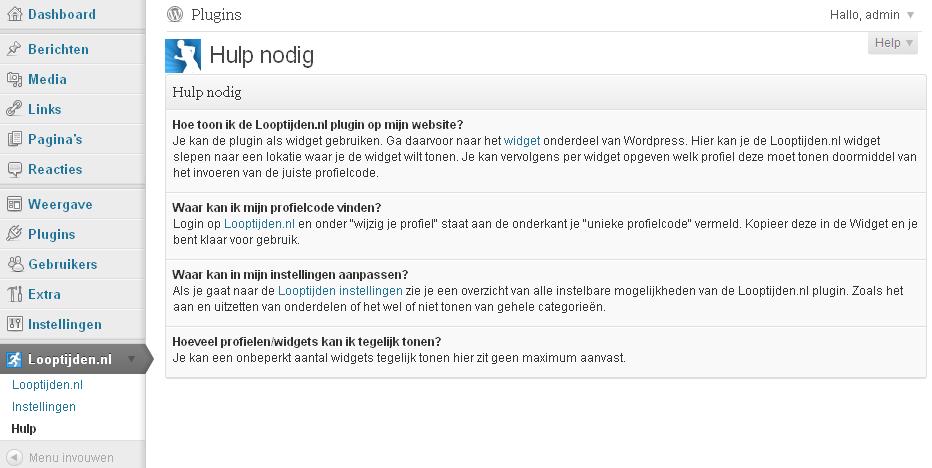 Dashboard
Berichten
Media
Links
Pagina's
Reacties
Weergave
Plugins
Gebruikers
Extra
Instellingen
Looptijden.nl
Looptijden.nl
Instellingen
Hulp
Menu invouwen
Plugins
Hallo, admin
Help
Hulp nodig
Hulp nodig
Hoe toon ik de Looptijden.nl plugin op mijn website?
Je kan de plugin als widget gebruiken. Ga daarvoor naar het widget onderdeel van Wordpress. Hier kan je de Looptijden.nl widget
slepen naar een lokatie waar je de widget wilt tonen. Je kan vervolgens per widget opgeven welk profiel deze moet tonen doormiddel van
het invoeren van de juiste profielcode.
Waar kan ik mijn profielcode vinden?
Login op Looptijden.nl en onder "wijzig je profiel" staat aan de onderkant je "unieke profielcode" vermeld. Kopieer deze in de Widget en je
bent klaar voor gebruik.
Waar kan in mijn instellingen aanpassen?
Als je gaat naar de Looptijden instellingen zie je een overzicht van alle instelbare mogelijkheden van de Looptijden.nl plugin. Zoals het
aan en uitzetten van onderdelen of het wel of niet tonen van gehele categorieën.
Hoeveel profielen/widgets kan ik tegelijk tonen?
Je kan een onbeperkt aantal widgets tegelijk tonen hier zit geen maximum aanvast.